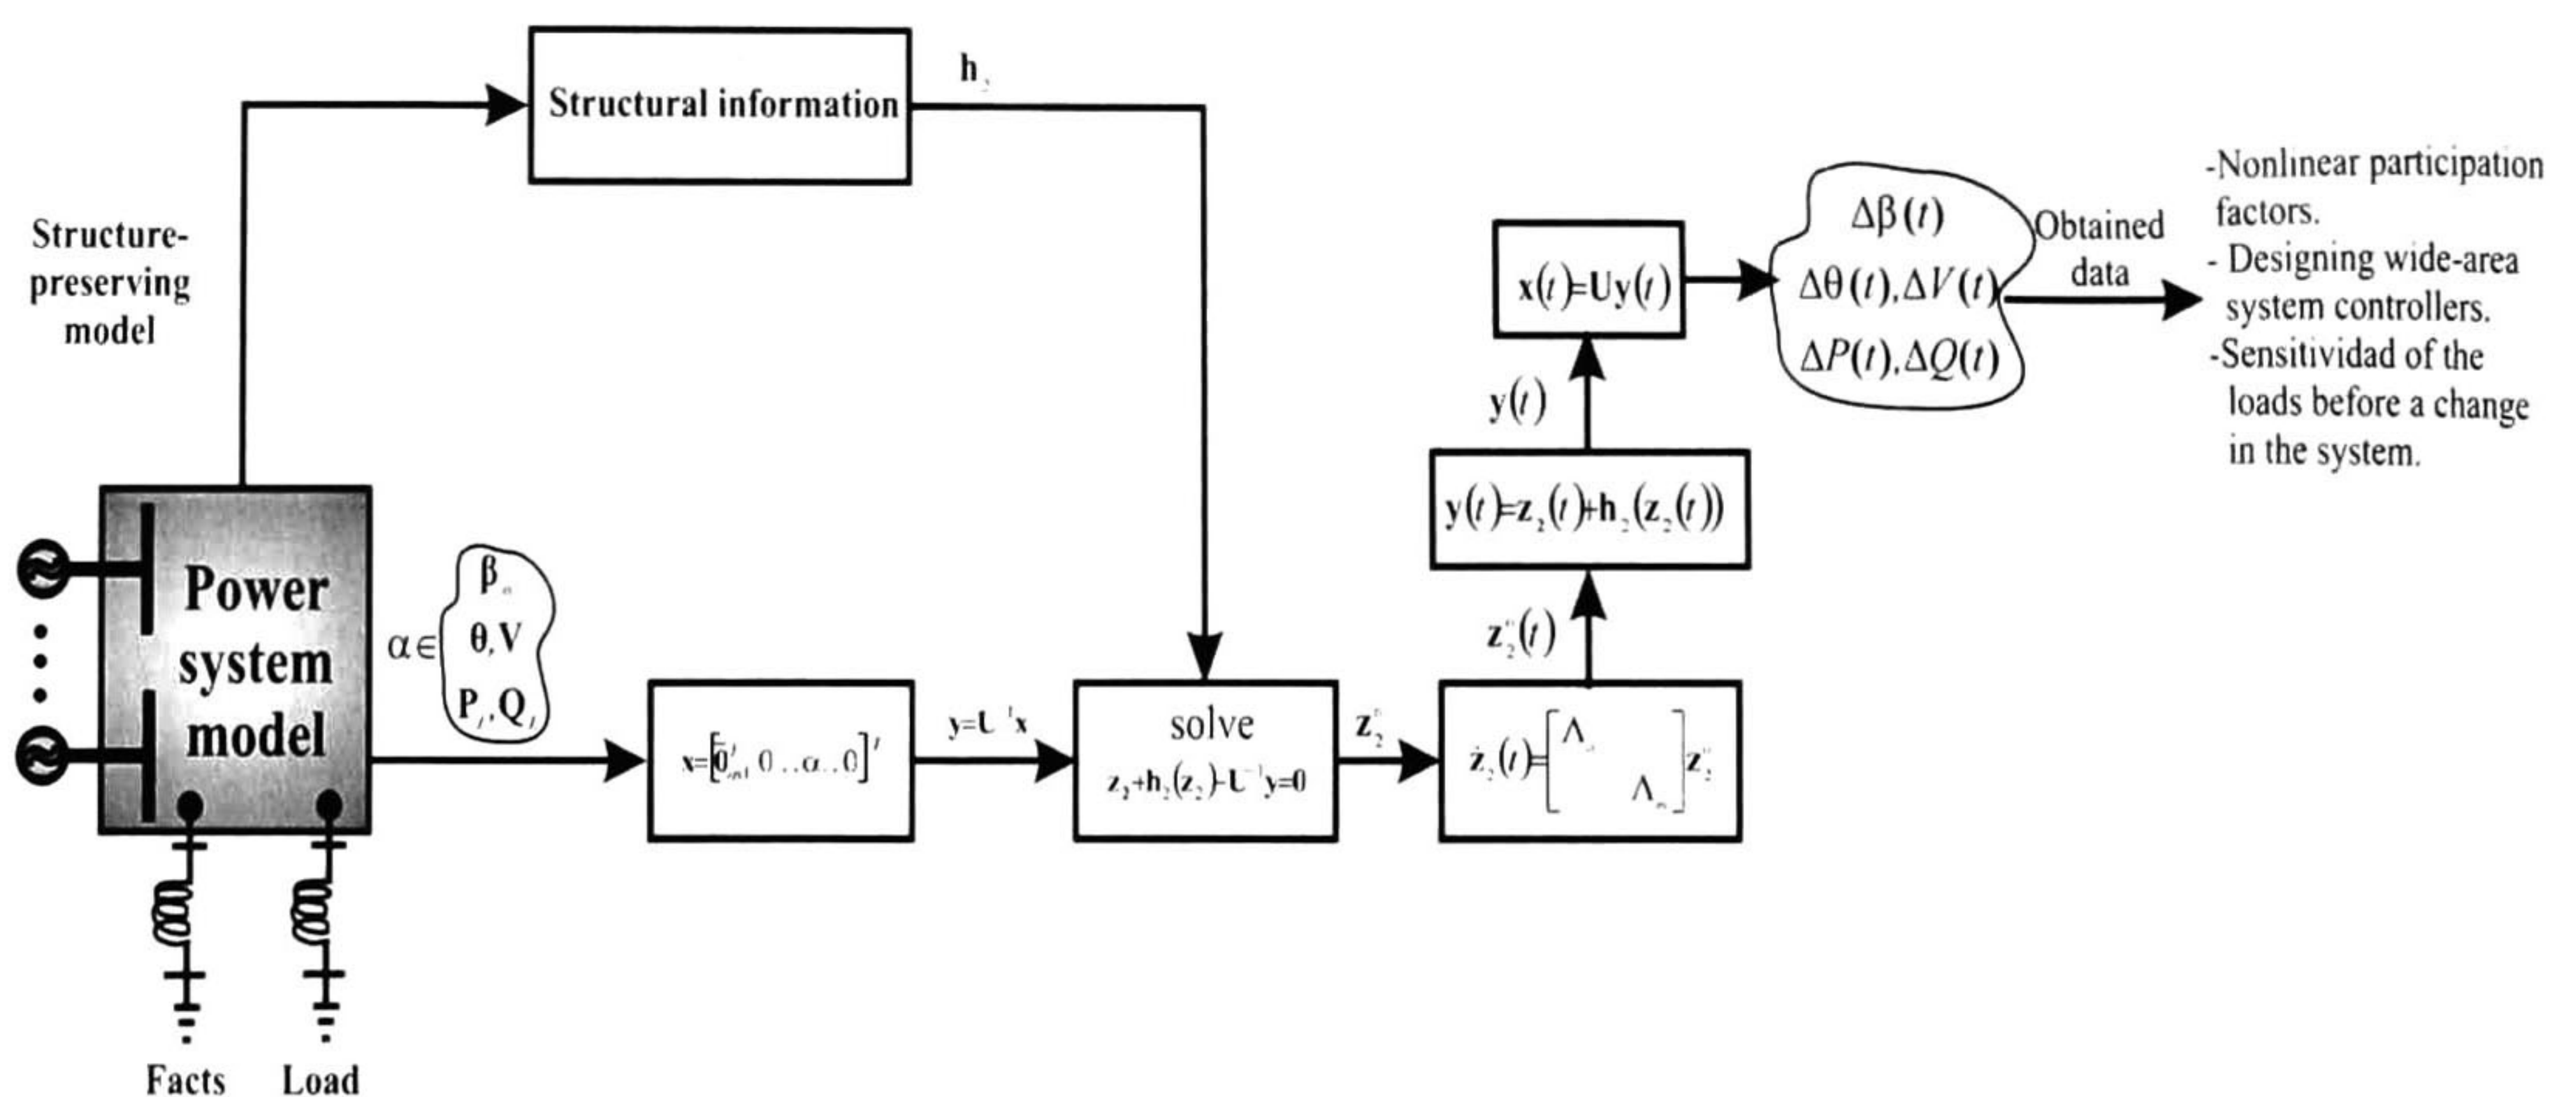 Structural information
h
Structure-
preserving
model
Power
system
model
Facts
Load
α∈
β
θ,V
P,,Q,
y=U⁻¹x
solve
z₂+h₂(z₂)-U⁻¹y=0
y(t)=z₂(t)+h₂(z₂(t))
y(t)
x(t)=Uy(t)
Δβ(t)
Δθ(t),ΔV(t)
ΔP(t),ΔQ(t)
Obtained
data
-Nonlinear participation
factors.
- Designing wide-area
system controllers.
-Sensitividad of the
loads before a change
in the system.